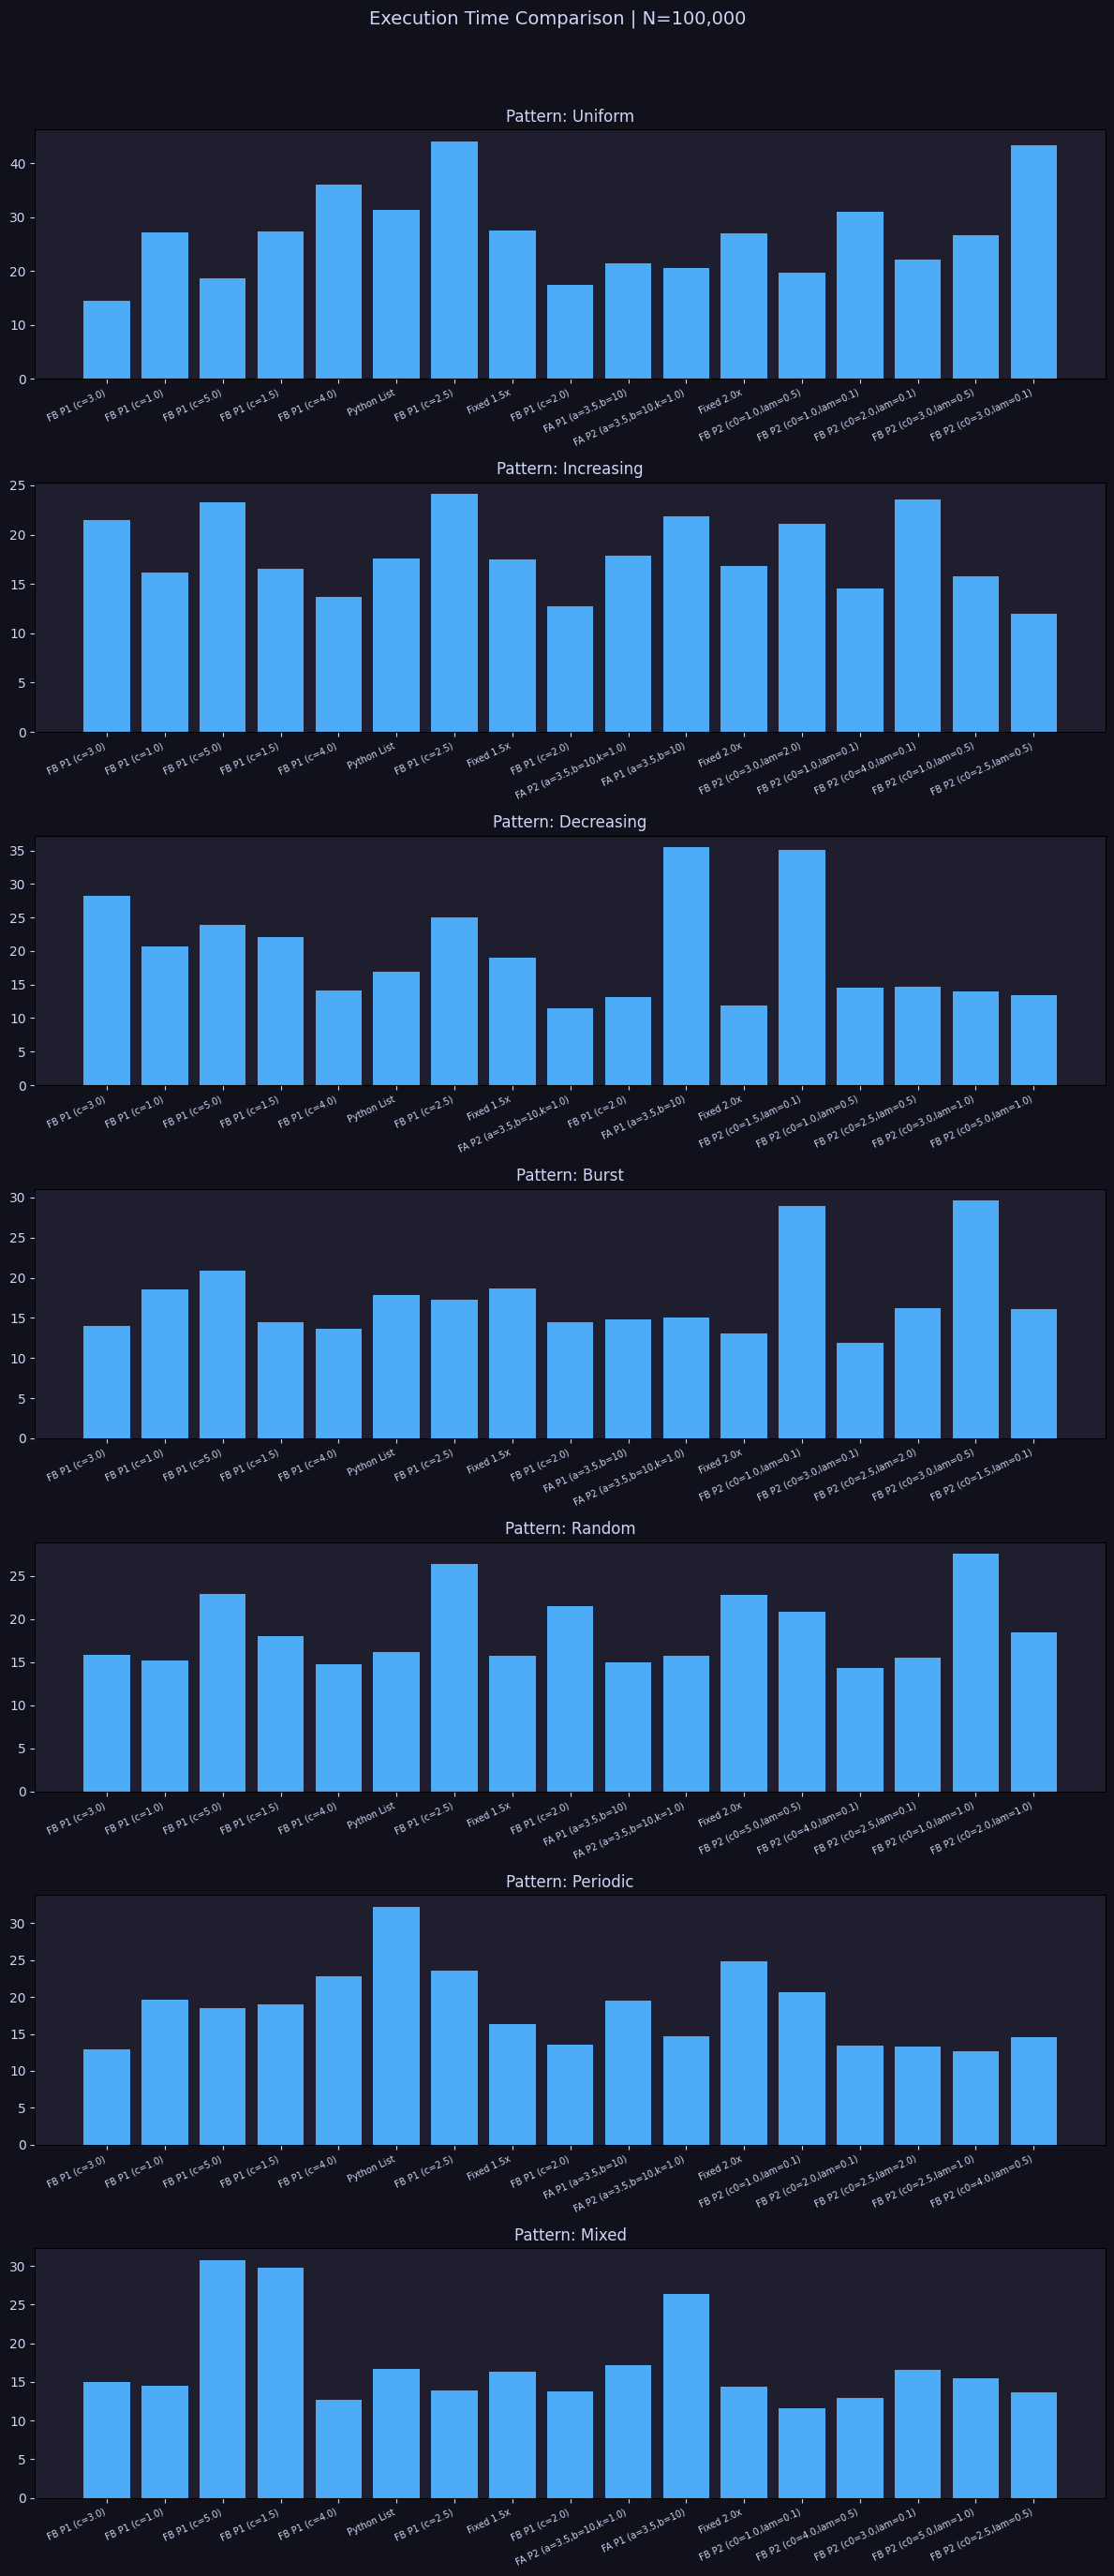 Execution Time Comparison | N=100,000
Pattern: Uniform
40
30
20
10
0
FB P1 (c=3.0)
FB P1 (c=1.0)
FB P1 (c=5.0)
FB P1 (c=1.5)
FB P1 (c=4.0)
Python List
FB P1 (c=2.5)
Fixed 1.5x
FB P1 (c=2.0)
FA P1 (a=3.5,b=10)
FA P2 (a=3.5,b=10,k=1.0)
Fixed 2.0x
FB P2 (c0=1.0,lam=0.5)
FB P2 (c0=1.0,lam=0.1)
FB P2 (c0=2.0,lam=0.1)
FB P2 (c0=3.0,lam=0.5)
FB P2 (c0=3.0,lam=0.1)
Pattern: Increasing
25
20
15
10
5
0
FB P1 (c=3.0)
FB P1 (c=1.0)
FB P1 (c=5.0)
FB P1 (c=1.5)
FB P1 (c=4.0)
Python List
FB P1 (c=2.5)
Fixed 1.5x
FB P1 (c=2.0)
FA P2 (a=3.5,b=10,k=1.0)
FA P1 (a=3.5,b=10)
Fixed 2.0x
FB P2 (c0=3.0,lam=2.0)
FB P2 (c0=1.0,lam=0.1)
FB P2 (c0=4.0,lam=0.1)
FB P2 (c0=1.0,lam=0.5)
FB P2 (c0=2.5,lam=0.5)
Pattern: Decreasing
35
30
25
20
15
10
5
0
FB P1 (c=3.0)
FB P1 (c=1.0)
FB P1 (c=5.0)
FB P1 (c=1.5)
FB P1 (c=4.0)
Python List
FB P1 (c=2.5)
Fixed 1.5x
FA P2 (a=3.5,b=10,k=1.0)
FB P1 (c=2.0)
FA P1 (a=3.5,b=10)
Fixed 2.0x
FB P2 (c0=1.5,lam=0.1)
FB P2 (c0=1.0,lam=0.5)
FB P2 (c0=2.5,lam=0.5)
FB P2 (c0=3.0,lam=1.0)
FB P2 (c0=5.0,lam=1.0)
Pattern: Burst
30
25
20
15
10
5
0
FB P1 (c=3.0)
FB P1 (c=1.0)
FB P1 (c=5.0)
FB P1 (c=1.5)
FB P1 (c=4.0)
Python List
FB P1 (c=2.5)
Fixed 1.5x
FB P1 (c=2.0)
FA P1 (a=3.5,b=10)
FA P2 (a=3.5,b=10,k=1.0)
Fixed 2.0x
FB P2 (c0=1.0,lam=0.1)
FB P2 (c0=3.0,lam=0.1)
FB P2 (c0=2.5,lam=2.0)
FB P2 (c0=3.0,lam=0.5)
FB P2 (c0=1.5,lam=0.1)
Pattern: Random
25
20
15
10
5
0
FB P1 (c=3.0)
FB P1 (c=1.0)
FB P1 (c=5.0)
FB P1 (c=1.5)
FB P1 (c=4.0)
Python List
FB P1 (c=2.5)
Fixed 1.5x
FB P1 (c=2.0)
FA P1 (a=3.5,b=10)
FA P2 (a=3.5,b=10,k=1.0)
Fixed 2.0x
FB P2 (c0=5.0,lam=0.5)
FB P2 (c0=4.0,lam=0.1)
FB P2 (c0=2.5,lam=0.1)
FB P2 (c0=1.0,lam=1.0)
FB P2 (c0=2.0,lam=1.0)
Pattern: Periodic
30
25
20
15
10
5
0
FB P1 (c=3.0)
FB P1 (c=1.0)
FB P1 (c=5.0)
FB P1 (c=1.5)
FB P1 (c=4.0)
Python List
FB P1 (c=2.5)
Fixed 1.5x
FB P1 (c=2.0)
FA P1 (a=3.5,b=10)
FA P2 (a=3.5,b=10,k=1.0)
Fixed 2.0x
FB P2 (c0=1.0,lam=0.1)
FB P2 (c0=2.0,lam=0.1)
FB P2 (c0=2.5,lam=2.0)
FB P2 (c0=2.5,lam=1.0)
FB P2 (c0=4.0,lam=0.5)
Pattern: Mixed
30
25
20
15
10
5
0
FB P1 (c=3.0)
FB P1 (c=1.0)
FB P1 (c=5.0)
FB P1 (c=1.5)
FB P1 (c=4.0)
Python List
FB P1 (c=2.5)
Fixed 1.5x
FB P1 (c=2.0)
FA P2 (a=3.5,b=10,k=1.0)
FA P1 (a=3.5,b=10)
Fixed 2.0x
FB P2 (c0=1.0,lam=0.1)
FB P2 (c0=4.0,lam=0.5)
FB P2 (c0=3.0,lam=0.1)
FB P2 (c0=5.0,lam=1.0)
FB P2 (c0=2.5,lam=0.5)